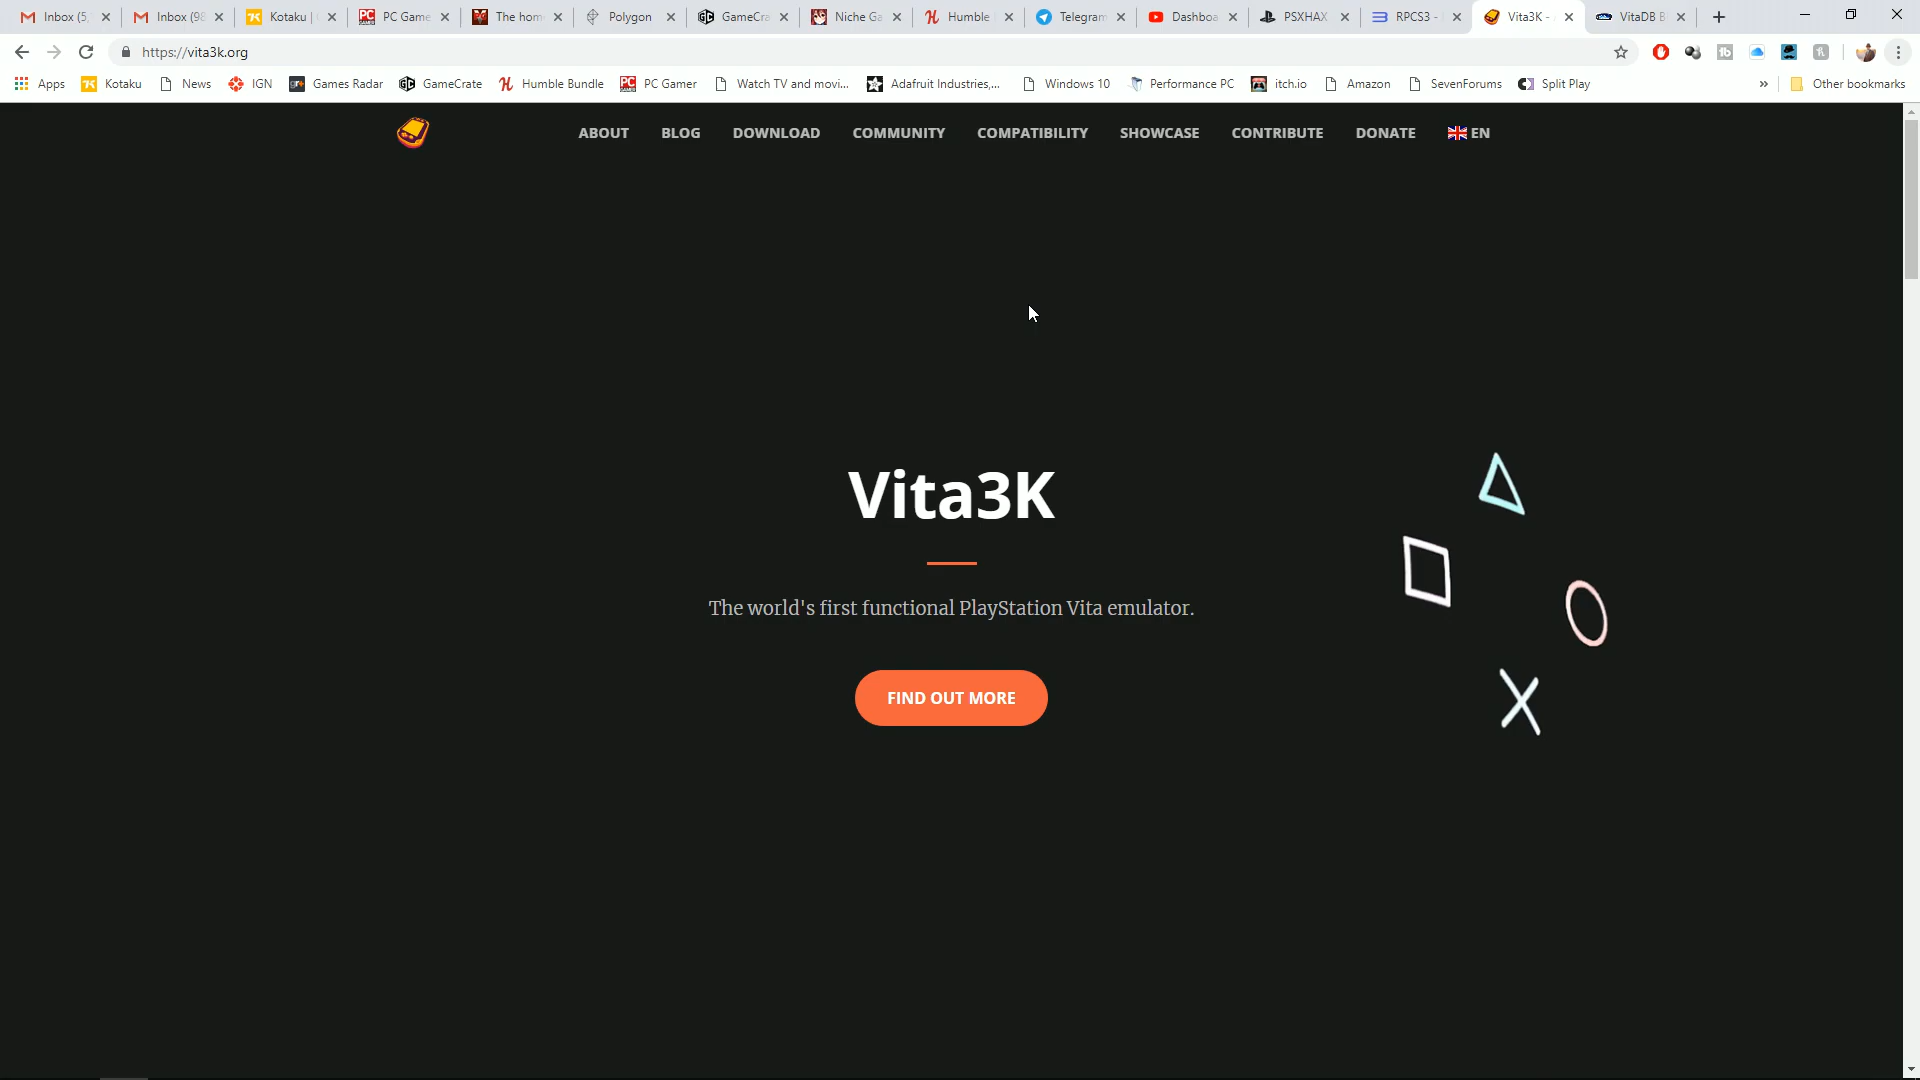 Inbox (5, Inbox (98 Kotaku | PC Game The hom Polygon GameCra Niche Ga Humble Telegram Dashboa PSXHAX RPCS3 - Vita3K - VitaDB B
https://vita3k.org
Apps Kotaku News IGN Games Radar GameCrate Humble Bundle PC Gamer Watch TV and movi... Adafruit Industries,... Windows 10 Performance PC itch.io Amazon SevenForums Split Play » Other bookmarks
ABOUT BLOG DOWNLOAD COMMUNITY COMPATIBILITY SHOWCASE CONTRIBUTE DONATE EN
Vita3K
The world's first functional PlayStation Vita emulator.
FIND OUT MORE